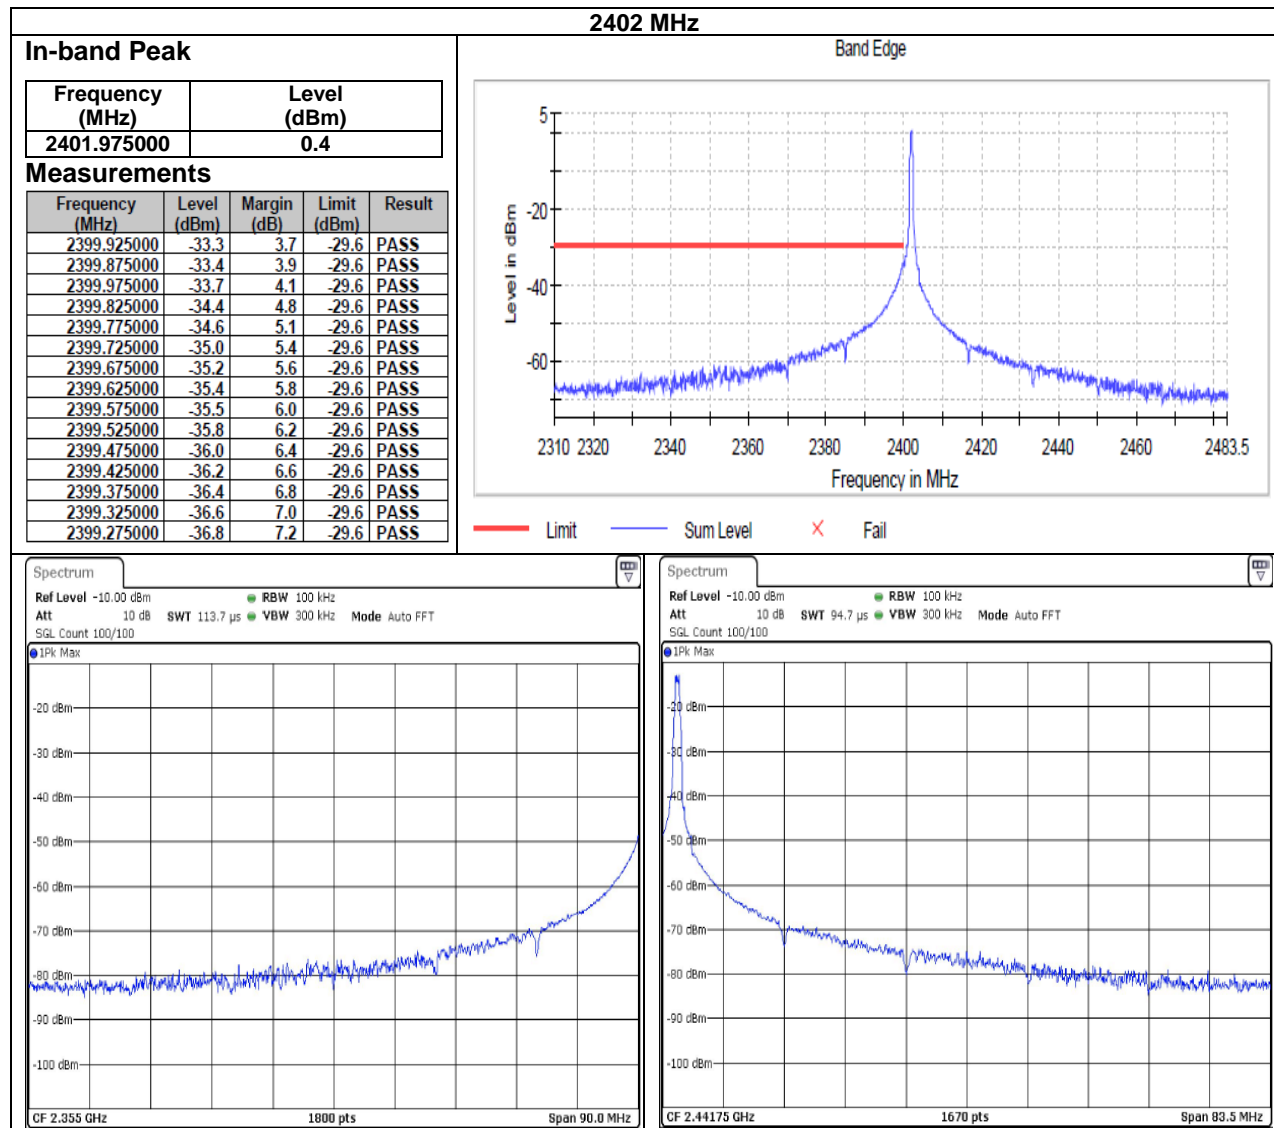 2402 MHz
In-band Peak
Frequency (MHz) Level (dBm)
2401.975000 0.4
Measurements
Frequency (MHz) Level (dBm) Margin (dB) Limit (dBm) Result
2399.925000 -33.3 3.7 -29.6 PASS
2399.875000 -33.4 3.9 -29.6 PASS
2399.975000 -33.7 4.1 -29.6 PASS
2399.825000 -34.4 4.8 -29.6 PASS
2399.775000 -34.6 5.1 -29.6 PASS
2399.725000 -35.0 5.4 -29.6 PASS
2399.675000 -35.2 5.6 -29.6 PASS
2399.625000 -35.4 5.8 -29.6 PASS
2399.575000 -35.5 6.0 -29.6 PASS
2399.525000 -35.8 6.2 -29.6 PASS
2399.475000 -36.0 6.4 -29.6 PASS
2399.425000 -36.2 6.6 -29.6 PASS
2399.375000 -36.4 6.8 -29.6 PASS
2399.325000 -36.6 7.0 -29.6 PASS
2399.275000 -36.8 7.2 -29.6 PASS
Band Edge
Level in dBm
5
-20
-40
-60
2310 2320 2340 2360 2380 2400 2420 2440 2460 2483.5
Frequency in MHz
Limit Sum Level Fail
Spectrum
Ref Level -10.00 dBm RBW 100 kHz
Att 10 dB SWT 113.7 µs VBW 300 kHz Mode Auto FFT
SGL Count 100/100
1Pk Max
-20 dBm
-30 dBm
-40 dBm
-50 dBm
-60 dBm
-70 dBm
-80 dBm
-90 dBm
-100 dBm
CF 2.355 GHz 1800 pts Span 90.0 MHz
Spectrum
Ref Level -10.00 dBm RBW 100 kHz
Att 10 dB SWT 94.7 µs VBW 300 kHz Mode Auto FFT
SGL Count 100/100
1Pk Max
-20 dBm
-30 dBm
-40 dBm
-50 dBm
-60 dBm
-70 dBm
-80 dBm
-90 dBm
-100 dBm
CF 2.44175 GHz 1670 pts Span 83.5 MHz